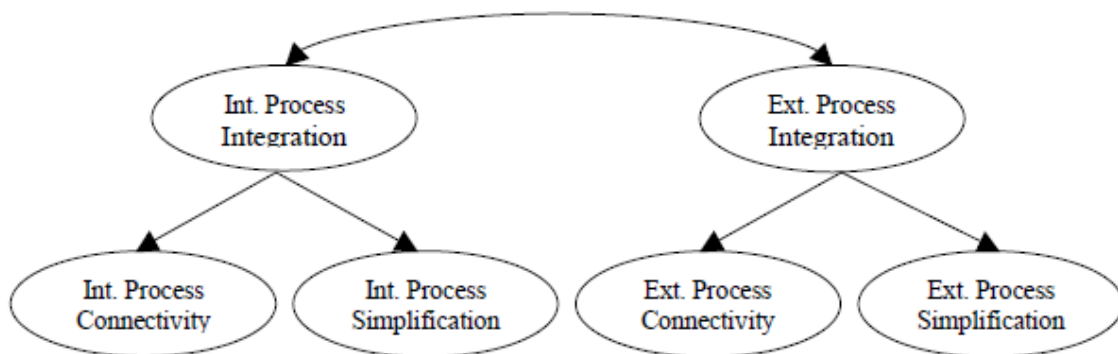 Int. Process
Integration
Ext. Process
Integration
Int. Process
Connectivity
Int. Process
Simplification
Ext. Process
Connectivity
Ext. Process
Simplification